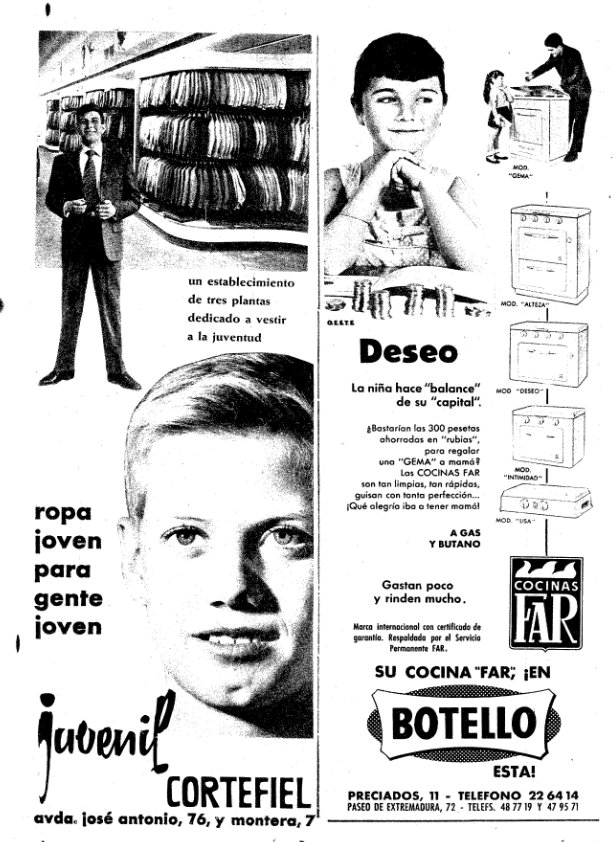 un establecimiento
de tres plantas
dedicado a vestir
a la juventud
ropa
joven
para
gente
joven
juvenil
CORTEFIEL
avda. josé antonio, 76, y montera, 7
MOD.
"GEMA"
MOD. "ALTEZA"
MOD "DESEO"
MOD.
"INTIMIDAD"
MOD. "USA"
O.E.S.T.E.
Deseo
La niña hace "balance"
de su "capital".
¿Bastarían las 300 pesetas
ahorradas en "rubias",
para regalar
una "GEMA" a mamá?
Las COCINAS FAR
son tan limpias, tan rápidas,
guisan con tanta perfección...
¡Qué alegría iba a tener mamá!
A GAS
Y BUTANO
Gastan poco
y rinden mucho.
Marca internacional con certificado de
garantía. Respaldada por el Servicio
Permanente FAR.
COCINAS
FAR
SU COCINA "FAR", ¡EN
BOTELLO
ESTA!
PRECIADOS, 11 - TELEFONO 22 64 14
PASEO DE EXTREMADURA, 72 - TELEFS. 48 77 19 Y 47 95 71